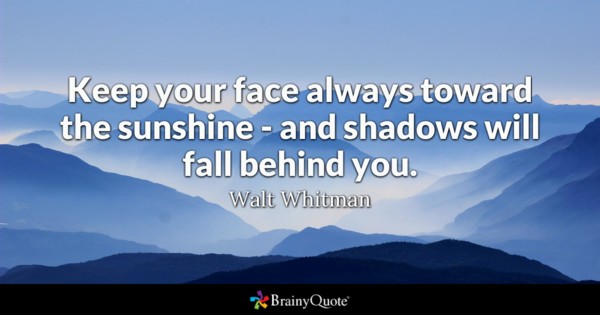 Keep your face always toward
the sunshine - and shadows will
fall behind you.
Walt Whitman
BrainyQuote®